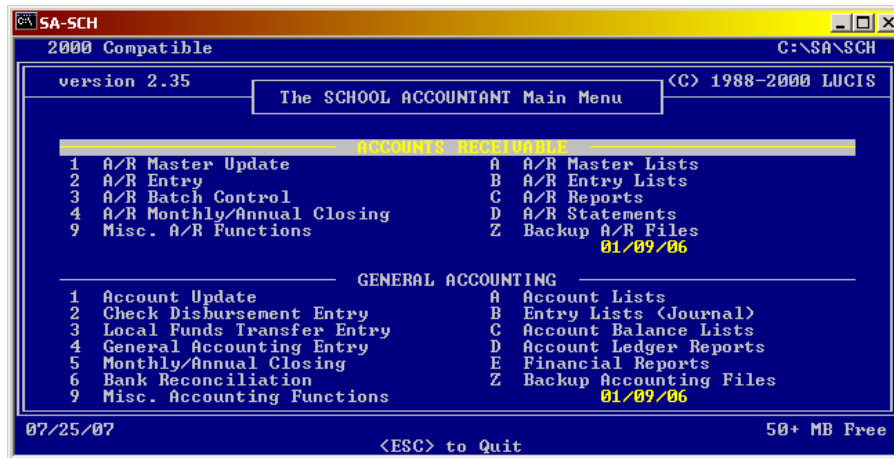 SA-SCH
2000 Compatible C:\SA\SCH
version 2.35 (C) 1988-2000 LUCIS
The SCHOOL ACCOUNTANT Main Menu
ACCOUNTS RECEIVABLE
1 A/R Master Update A A/R Master Lists
2 A/R Entry B A/R Entry Lists
3 A/R Batch Control C A/R Reports
4 A/R Monthly/Annual Closing D A/R Statements
9 Misc. A/R Functions Z Backup A/R Files
01/09/06
GENERAL ACCOUNTING
1 Account Update A Account Lists
2 Check Disbursement Entry B Entry Lists (Journal)
3 Local Funds Transfer Entry C Account Balance Lists
4 General Accounting Entry D Account Ledger Reports
5 Monthly/Annual Closing E Financial Reports
6 Bank Reconciliation Z Backup Accounting Files
9 Misc. Accounting Functions 01/09/06
07/25/07 50+ MB Free
<ESC> to Quit